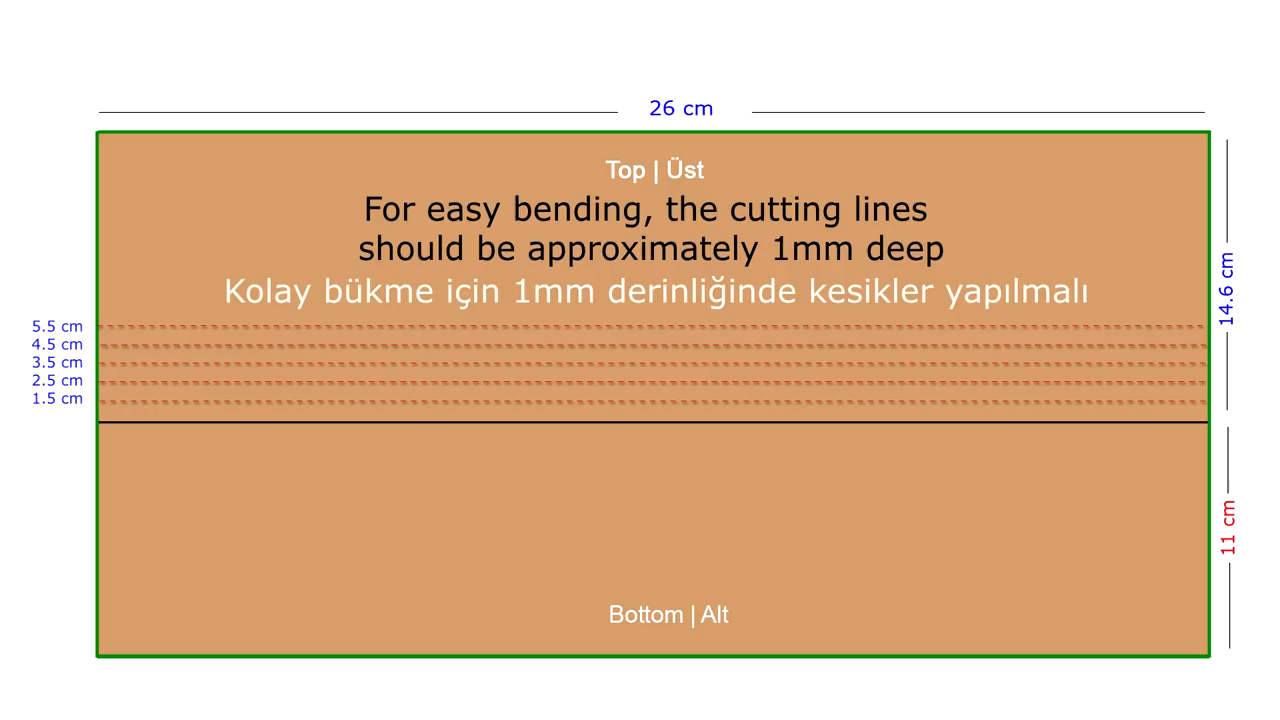 26 cm
Top | Üst
For easy bending, the cutting lines
should be approximately 1mm deep
Kolay bükme için 1mm derinliğinde kesikler yapılmalı
14.6 cm
5.5 cm
4.5 cm
3.5 cm
2.5 cm
1.5 cm
11 cm
Bottom | Alt